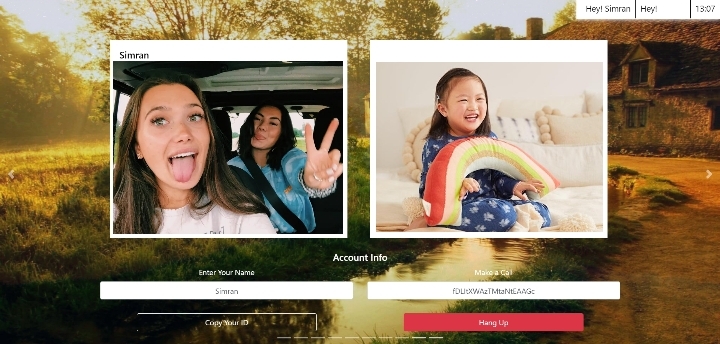 Hey! Simran
Hey!
13:07
Simran
Account Info
Enter Your Name
Make a Call
Simran
Copy Your ID
Hang Up